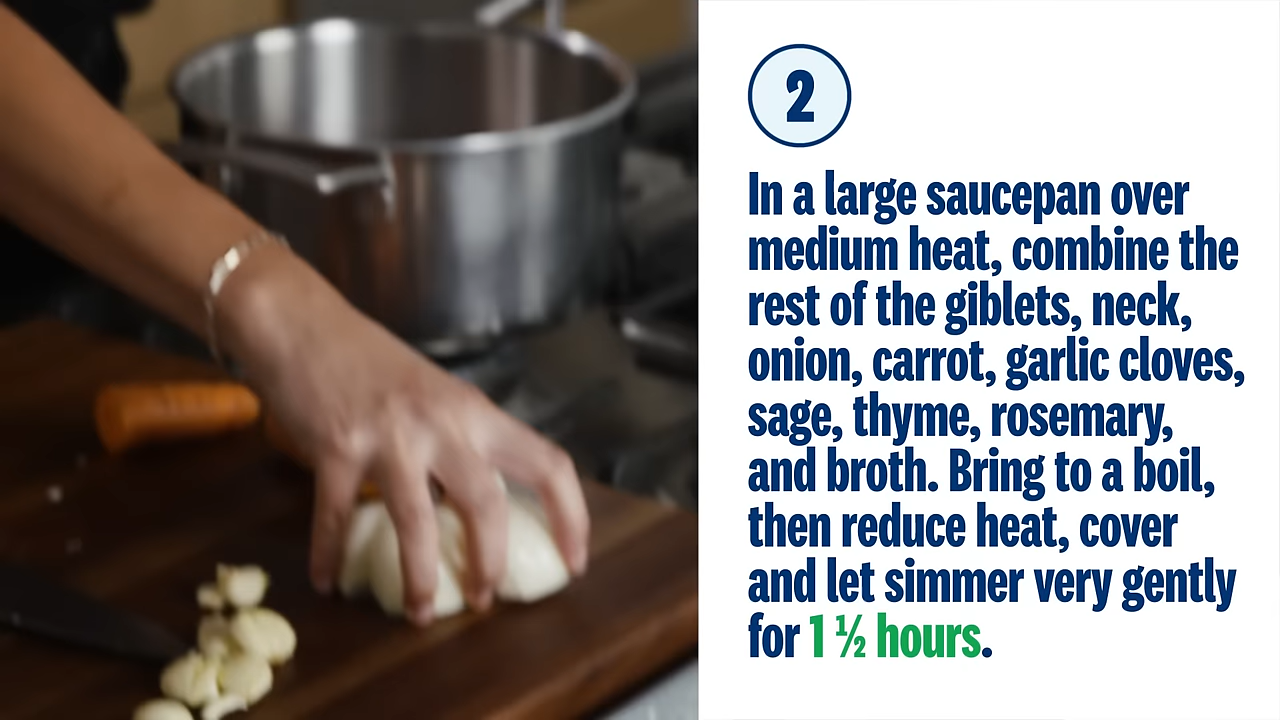 2
In a large saucepan over
medium heat, combine the
rest of the giblets, neck,
onion, carrot, garlic cloves,
sage, thyme, rosemary,
and broth. Bring to a boil,
then reduce heat, cover
and let simmer very gently
for 1 ½ hours.